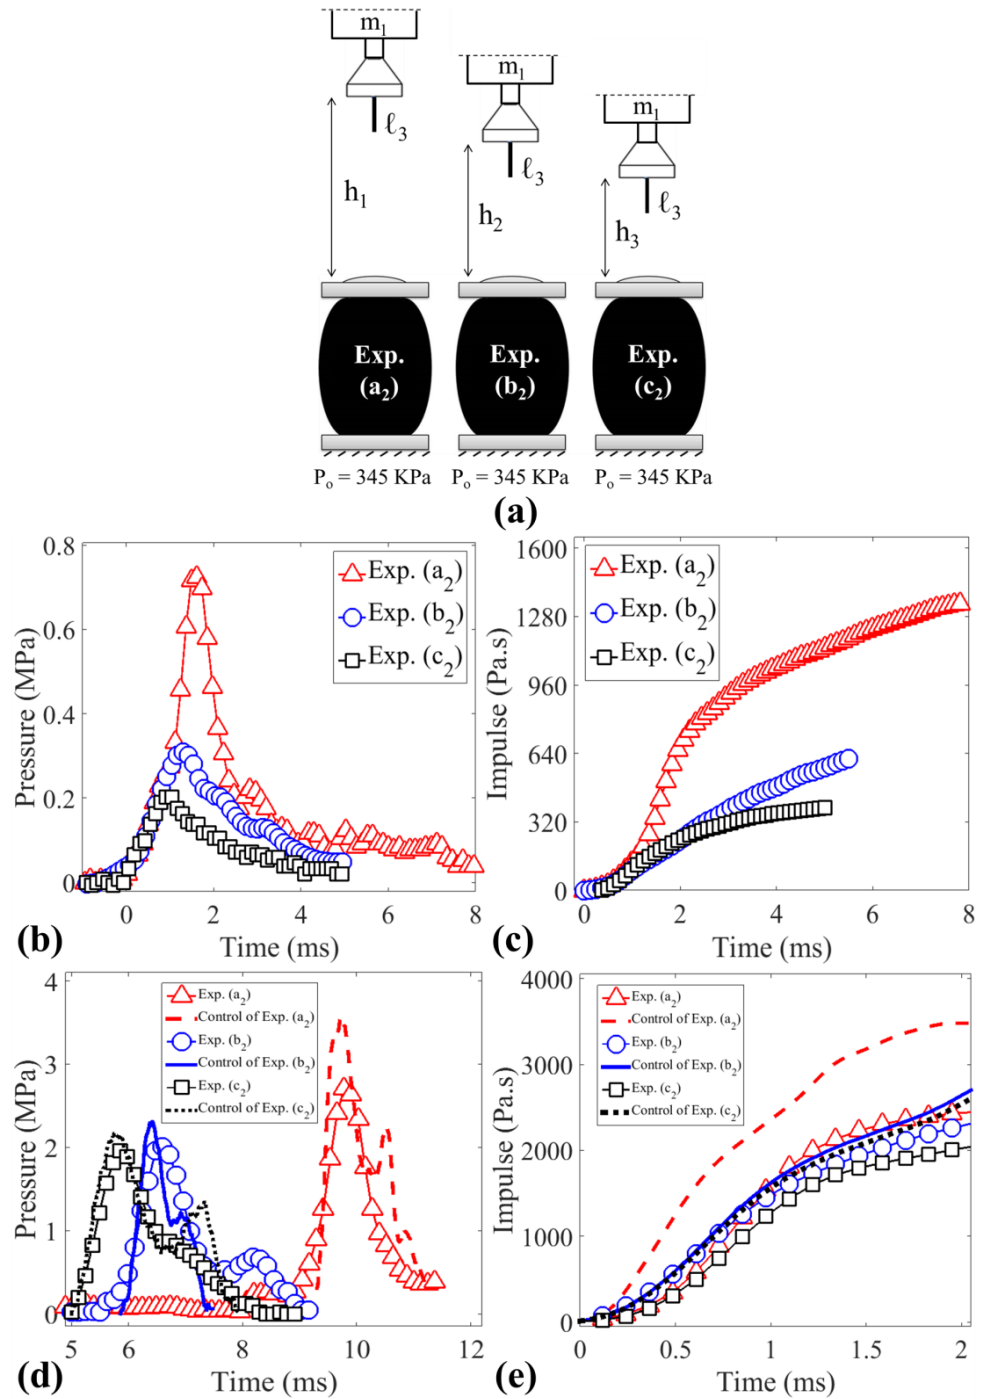 m₁
m₁
m₁
ℓ₃
ℓ₃
ℓ₃
h₁
h₂
h₃
Exp.
(a₂)
Exp.
(b₂)
Exp.
(c₂)
Pₒ = 345 KPa
Pₒ = 345 KPa
Pₒ = 345 KPa
(a)
Pressure (MPa)
0.8
0.6
0.4
0.2
0
Exp. (a₂)
Exp. (b₂)
Exp. (c₂)
0 2 4 6 8
Time (ms)
(b)
Impulse (Pa.s)
1600
1280
960
640
320
0
Exp. (a₂)
Exp. (b₂)
Exp. (c₂)
0 2 4 6 8
Time (ms)
(c)
Pressure (MPa)
4
3
2
1
0
Exp. (a₂)
Control of Exp. (a₂)
Exp. (b₂)
Control of Exp. (b₂)
Exp. (c₂)
Control of Exp. (c₂)
5 6 8 10 12
Time (ms)
(d)
Impulse (Pa.s)
4000
3000
2000
1000
0
Exp. (a₂)
Control of Exp. (a₂)
Exp. (b₂)
Control of Exp. (b₂)
Exp. (c₂)
Control of Exp. (c₂)
0 0.5 1 1.5 2
Time (ms)
(e)